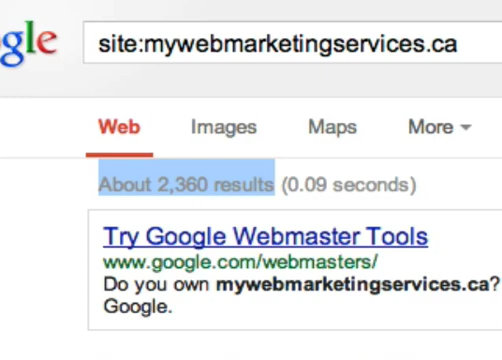 ogle
site:mywebmarketingservices.ca
Web Images Maps More
About 2,360 results (0.09 seconds)
Try Google Webmaster Tools
www.google.com/webmasters/
Do you own mywebmarketingservices.ca?
Google.